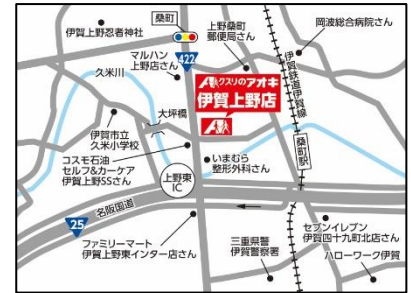 桑町
伊賀上野忍者神社
上野桑町
郵便局さん
岡波総合病院さん
マルハン
上野店さん
422
久米川
クスリのアオキ
伊賀上野店
伊賀鉄道伊賀線
大坪橋
伊賀市立
久米小学校
桑町駅
コスモ石油
セルフ&カーケア
伊賀上野SSさん
いまむら
整形外科さん
上野東
IC
名阪国道
25
ファミリーマート
伊賀上野東インター店さん
三重県警
伊賀警察署
セブンイレブン
伊賀四十九町北店さん
ハローワーク伊賀